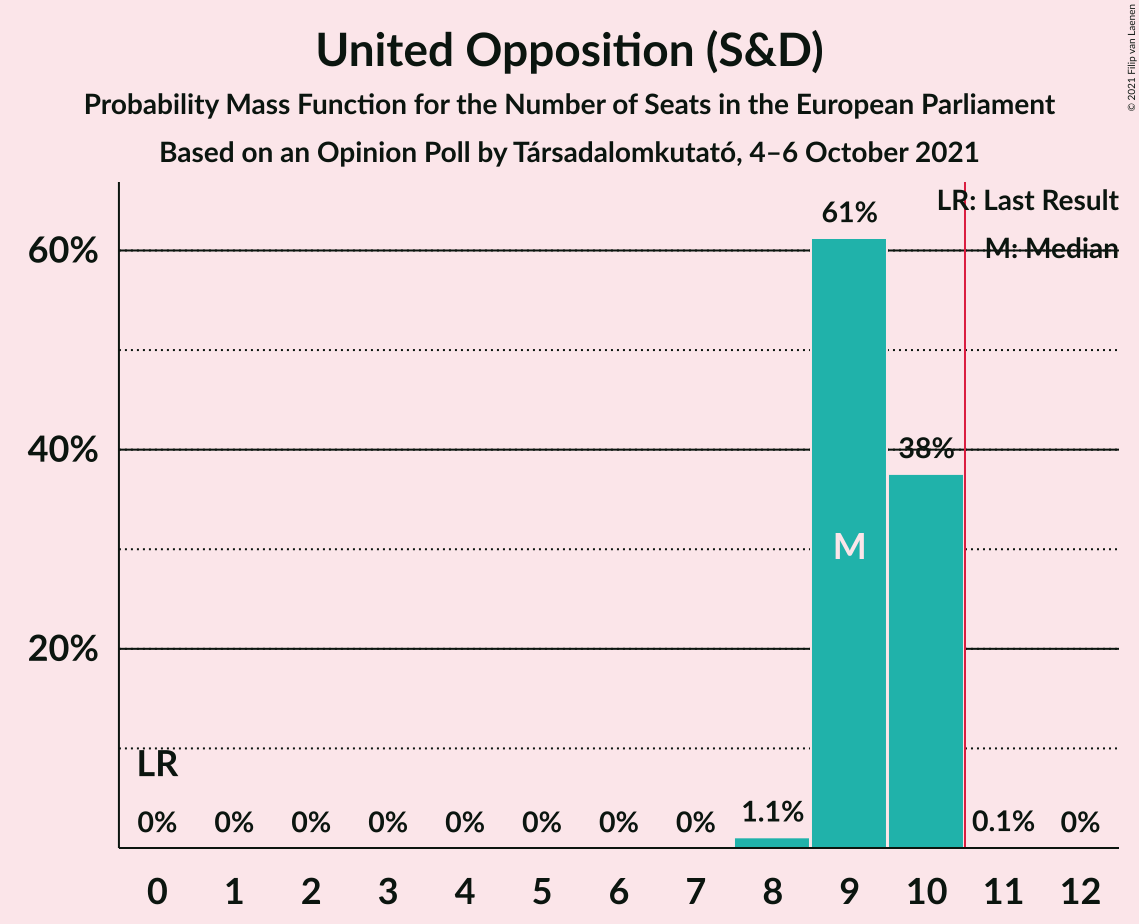 United Opposition (S&D)
Probability Mass Function for the Number of Seats in the European Parliament
Based on an Opinion Poll by Társadalomkutató, 4–6 October 2021
© 2021 Filip van Laenen
LR: Last Result
M: Median
61%
60%
40%
38%
M
20%
LR
0% 0% 0% 0% 0% 0% 0% 0% 1.1% 0.1% 0%
0 1 2 3 4 5 6 7 8 9 10 11 12